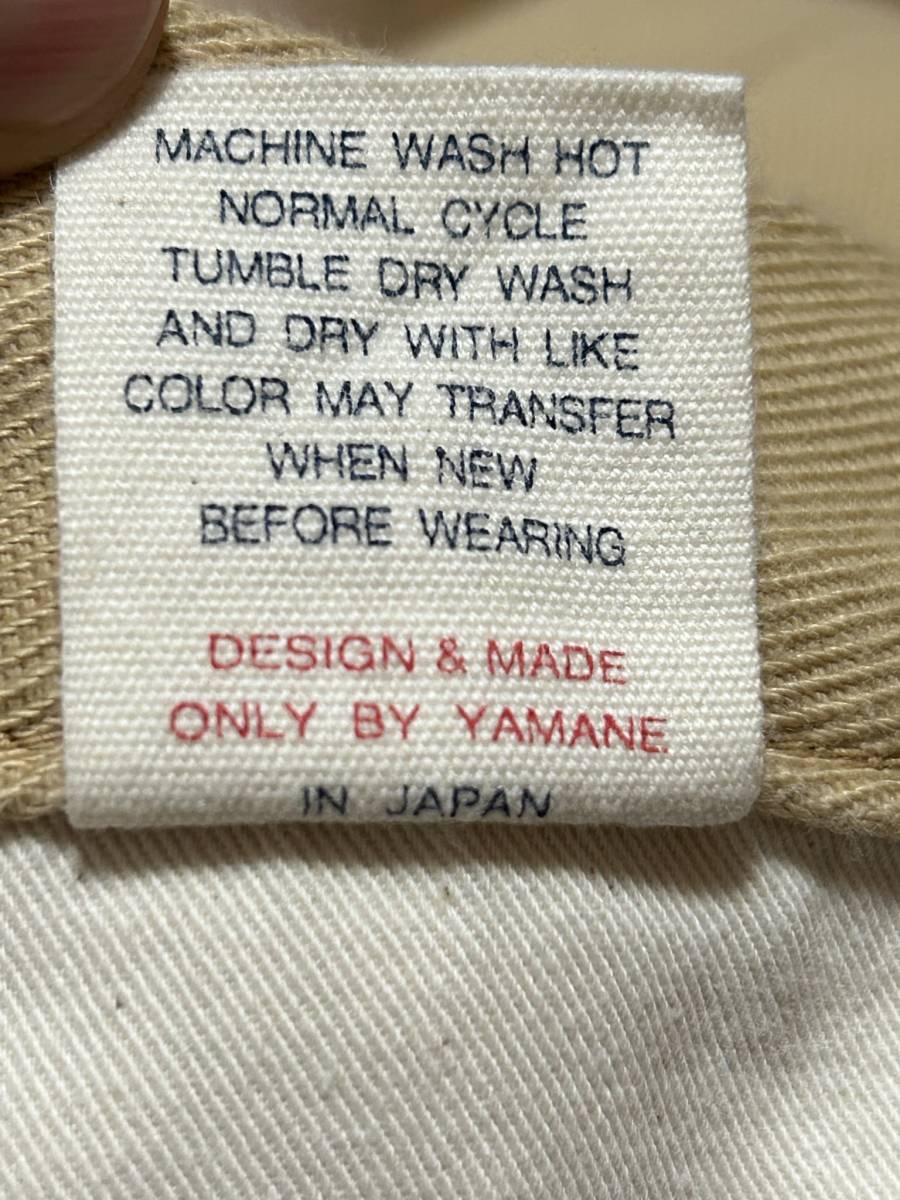 MACHINE WASH HOT
NORMAL CYCLE
TUMBLE DRY WASH
AND DRY WITH LIKE
COLOR MAY TRANSFER
WHEN NEW
BEFORE WEARING
DESIGN & MADE
ONLY BY YAMANE
IN JAPAN